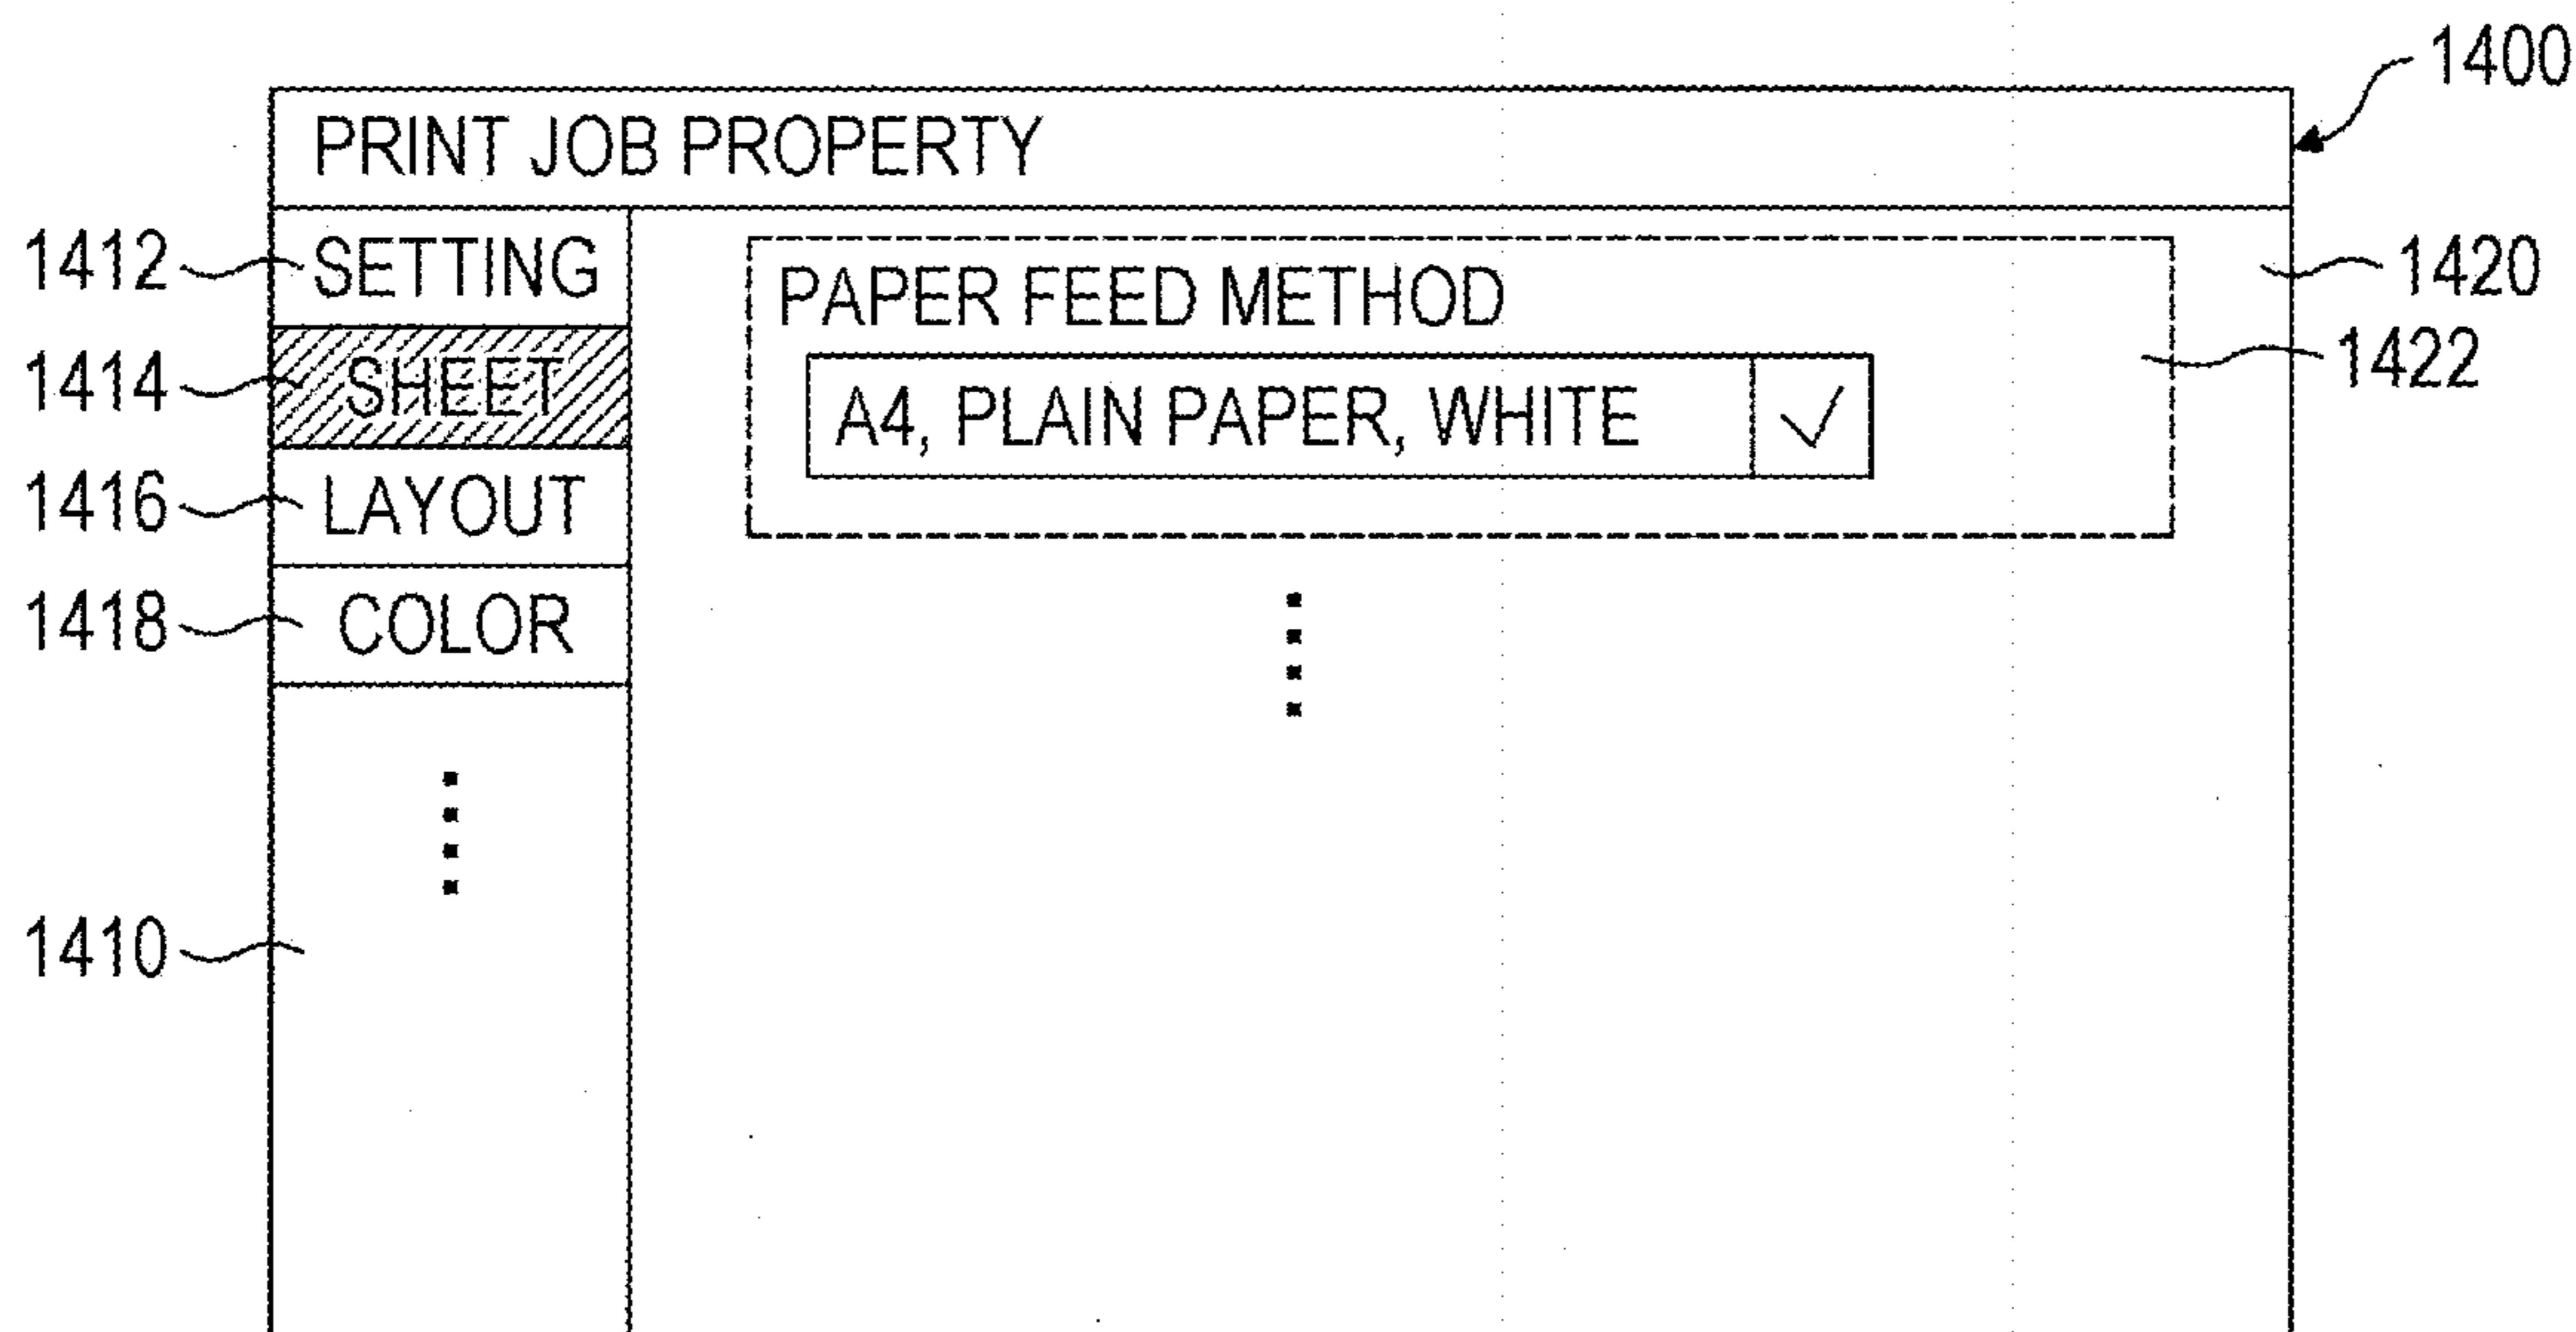 1400
PRINT JOB PROPERTY
1412 SETTING
1420
PAPER FEED METHOD
1422
1414 SHEET
A4, PLAIN PAPER, WHITE
1416 LAYOUT
1418 COLOR
1410